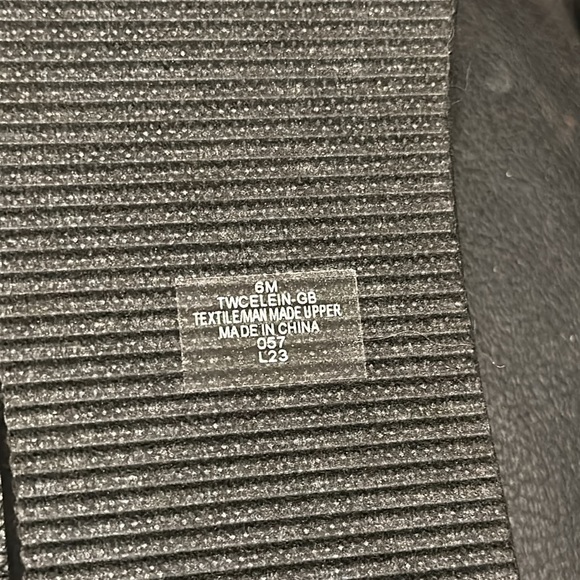 6M
TWCELEIN-GB
TEXTILE/MAN MADE UPPER
MADE IN CHINA
057
L23